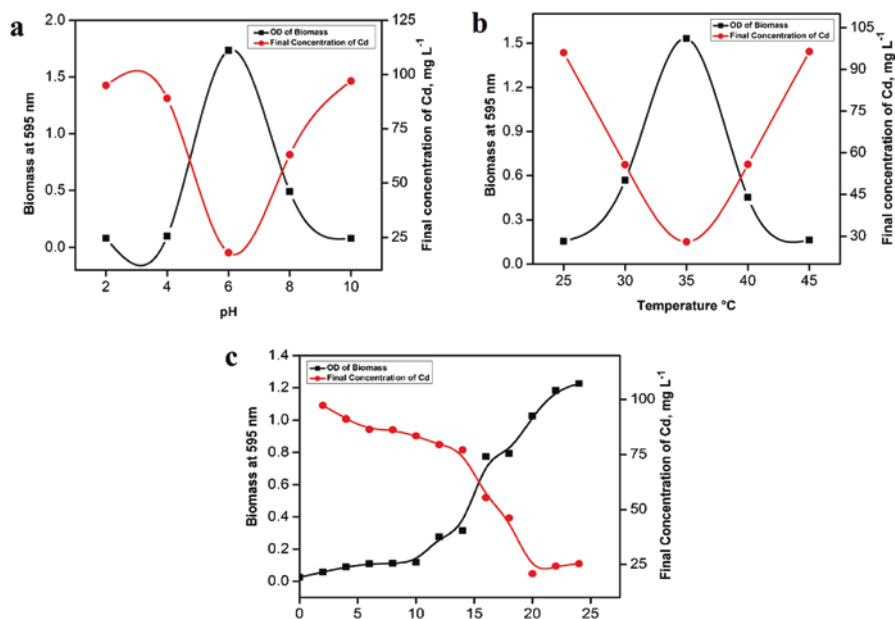 a
OD of Biomass
Final Concentration of Cd
Biomass at 595 nm
2.0
1.5
1.0
0.5
0.0
Final concentration of Cd, mg L-1
125
100
75
50
25
2 4 6 8 10
pH
b
OD of Biomass
Final Concentration of Cd
Biomass at 595 nm
1.5
1.2
0.9
0.6
0.3
0.0
Final Concentration of Cd, mg L-1
105
90
75
60
45
30
25 30 35 40 45
Temperature °C
c
OD of Biomass
Final Concentration of Cd
Biomass at 595 nm
1.4
1.2
1.0
0.8
0.6
0.4
0.2
0.0
Final Concentration of Cd, mg L-1
100
75
50
25
0 5 10 15 20 25